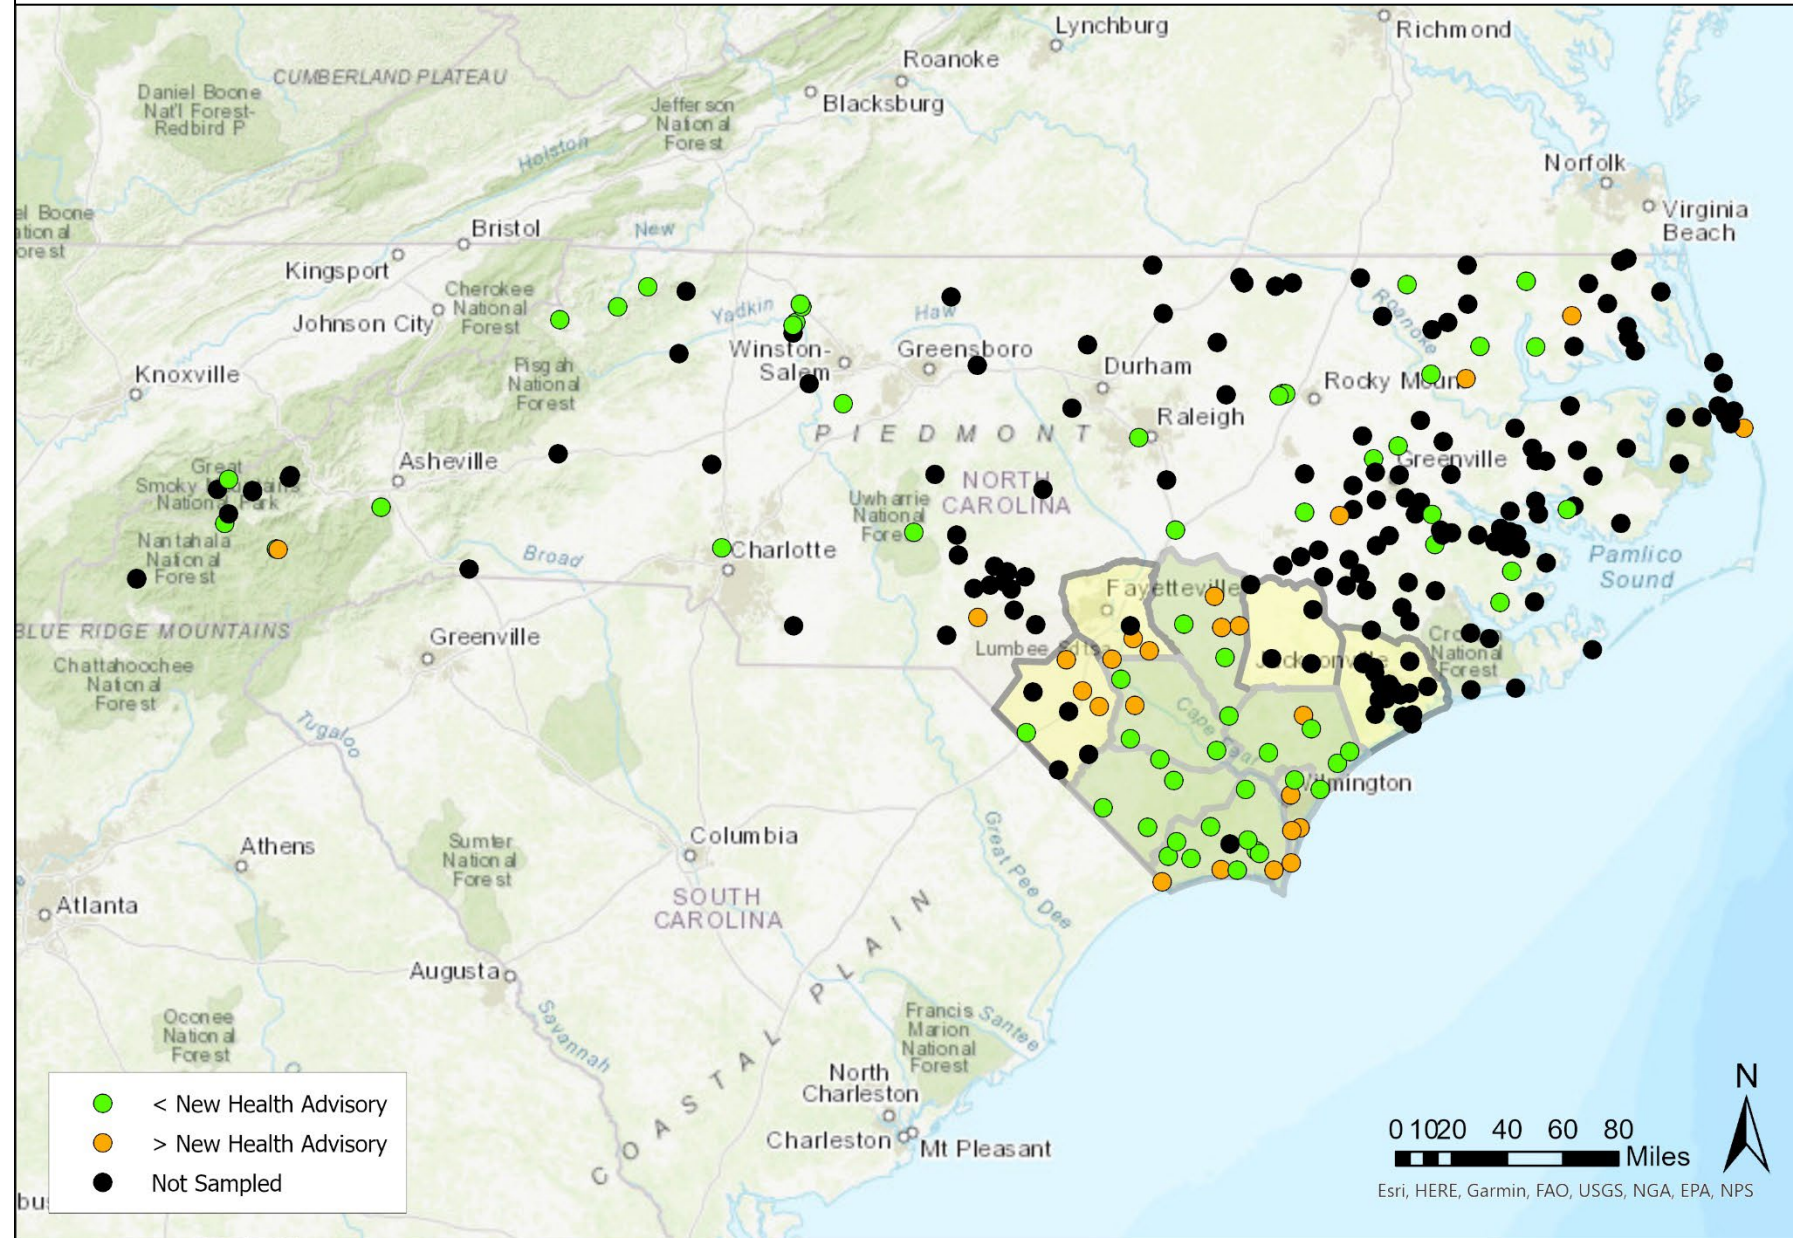 Lynchburg
Richmond
Roanoke
CUMBERLAND PLATEAU
Daniel Boone
Nat'l Forest-
Redbird P
Blacksburg
Jefferson
National
Forest
Holston
Norfolk
el Boone
ational
orest
Bristol
New
Virginia
Beach
Kingsport
Cherokee
National
Forest
Johnson City
Yadkin
Haw
Roanoke
Winston-
Salem
Greensboro
Knoxville
Pisgah
National
Forest
Durham
Rocky Mount
Raleigh
PIEDMONT
Asheville
Greenville
Great
Smoky Mountains
National Park
NORTH
CAROLINA
Uwharrie
National
Forest
Nantahala
National
Forest
Broad
Charlotte
Pamlico
Sound
Fayetteville
BLUE RIDGE MOUNTAINS
Greenville
Lumbee Sdtsa
Jacksonville
Croatan
National
Forest
Chattahoochee
National
Forest
Tugaloo
Cape Fear
Wilmington
Great Pee Dee
Columbia
Athens
Sumter
National
Forest
Atlanta
SOUTH
CAROLINA
COASTAL PLAIN
Augusta
Savannah
Oconee
National
Forest
Francis
Marion
National
Forest
Santee
North
Charleston
Charleston
Mt Pleasant
< New Health Advisory
> New Health Advisory
Not Sampled
N
0 10 20 40 60 80
Miles
Esri, HERE, Garmin, FAO, USGS, NGA, EPA, NPS